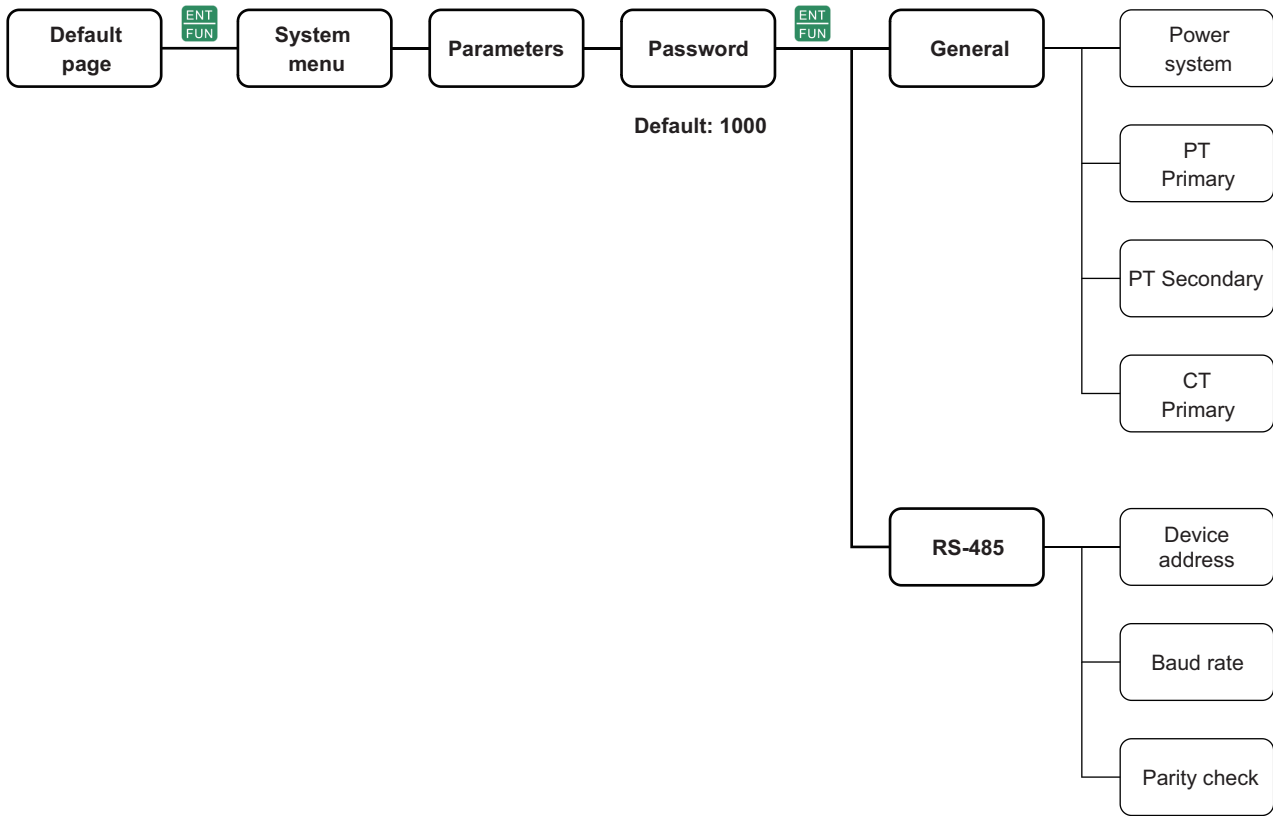 Default
page
ENT
FUN
System
menu
Parameters
Password
Default: 1000
ENT
FUN
General
Power
system
PT
Primary
PT Secondary
CT
Primary
RS-485
Device
address
Baud rate
Parity check